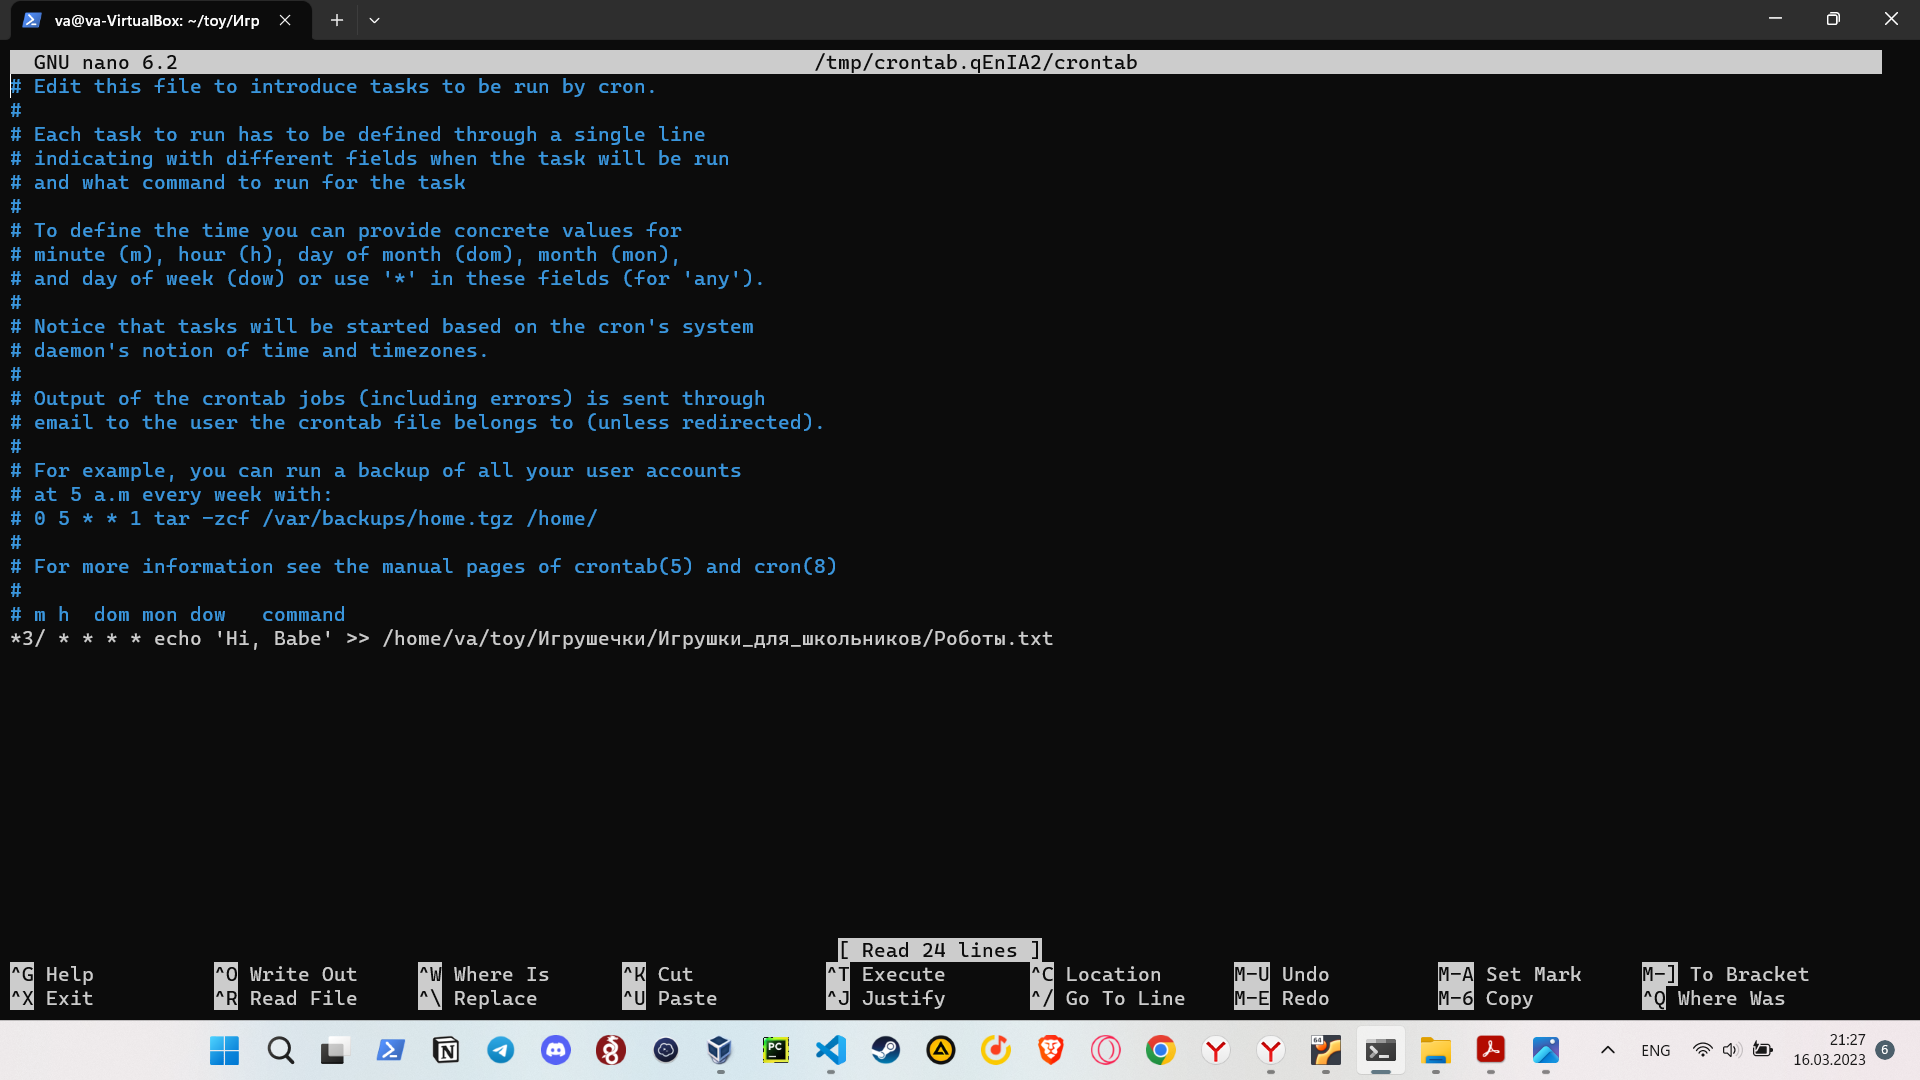 va@va-VirtualBox: ~/toy/Игр
GNU nano 6.2 /tmp/crontab.qEnIA2/crontab
# Edit this file to introduce tasks to be run by cron.
#
# Each task to run has to be defined through a single line
# indicating with different fields when the task will be run
# and what command to run for the task
#
# To define the time you can provide concrete values for
# minute (m), hour (h), day of month (dom), month (mon),
# and day of week (dow) or use '*' in these fields (for 'any').
#
# Notice that tasks will be started based on the cron's system
# daemon's notion of time and timezones.
#
# Output of the crontab jobs (including errors) is sent through
# email to the user the crontab file belongs to (unless redirected).
#
# For example, you can run a backup of all your user accounts
# at 5 a.m every week with:
# 0 5 * * 1 tar -zcf /var/backups/home.tgz /home/
#
# For more information see the manual pages of crontab(5) and cron(8)
#
# m h  dom mon dow   command
*3/ * * * * echo 'Hi, Babe' >> /home/va/toy/Игрушечки/Игрушки_для_школьников/Роботы.txt
[ Read 24 lines ]
^G Help ^O Write Out ^W Where Is ^K Cut ^T Execute ^C Location M-U Undo M-A Set Mark M-] To Bracket
^X Exit ^R Read File ^\ Replace ^U Paste ^J Justify ^/ Go To Line M-E Redo M-6 Copy ^Q Where Was
PC
64
ENG
21:27
16.03.2023
6